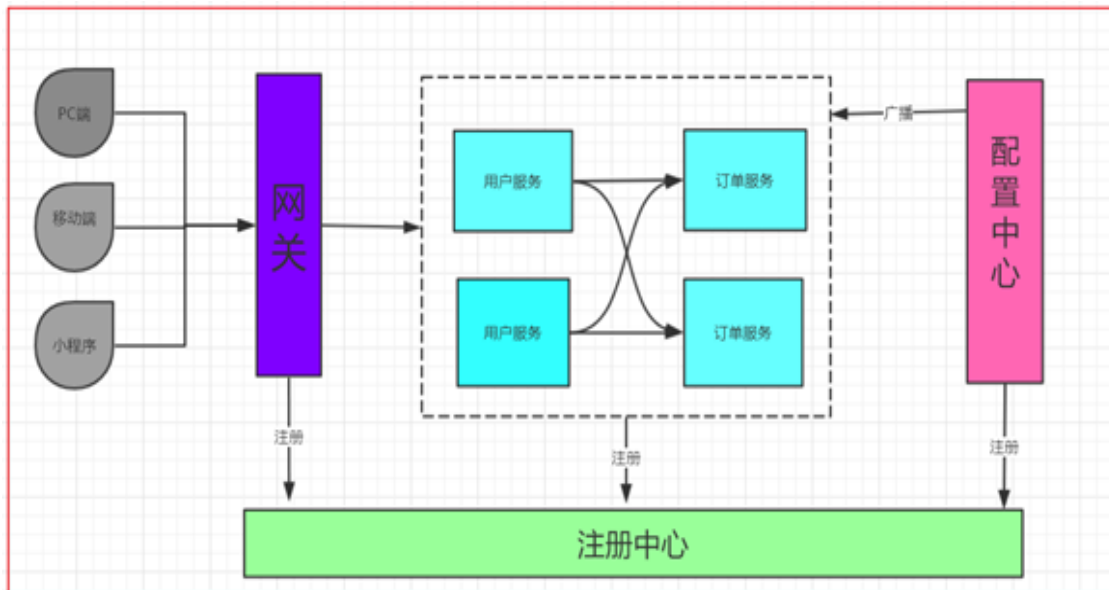 PC端
移动端
小程序
网关
用户服务
订单服务
用户服务
订单服务
广播
配置中心
注册
注册
注册
注册中心